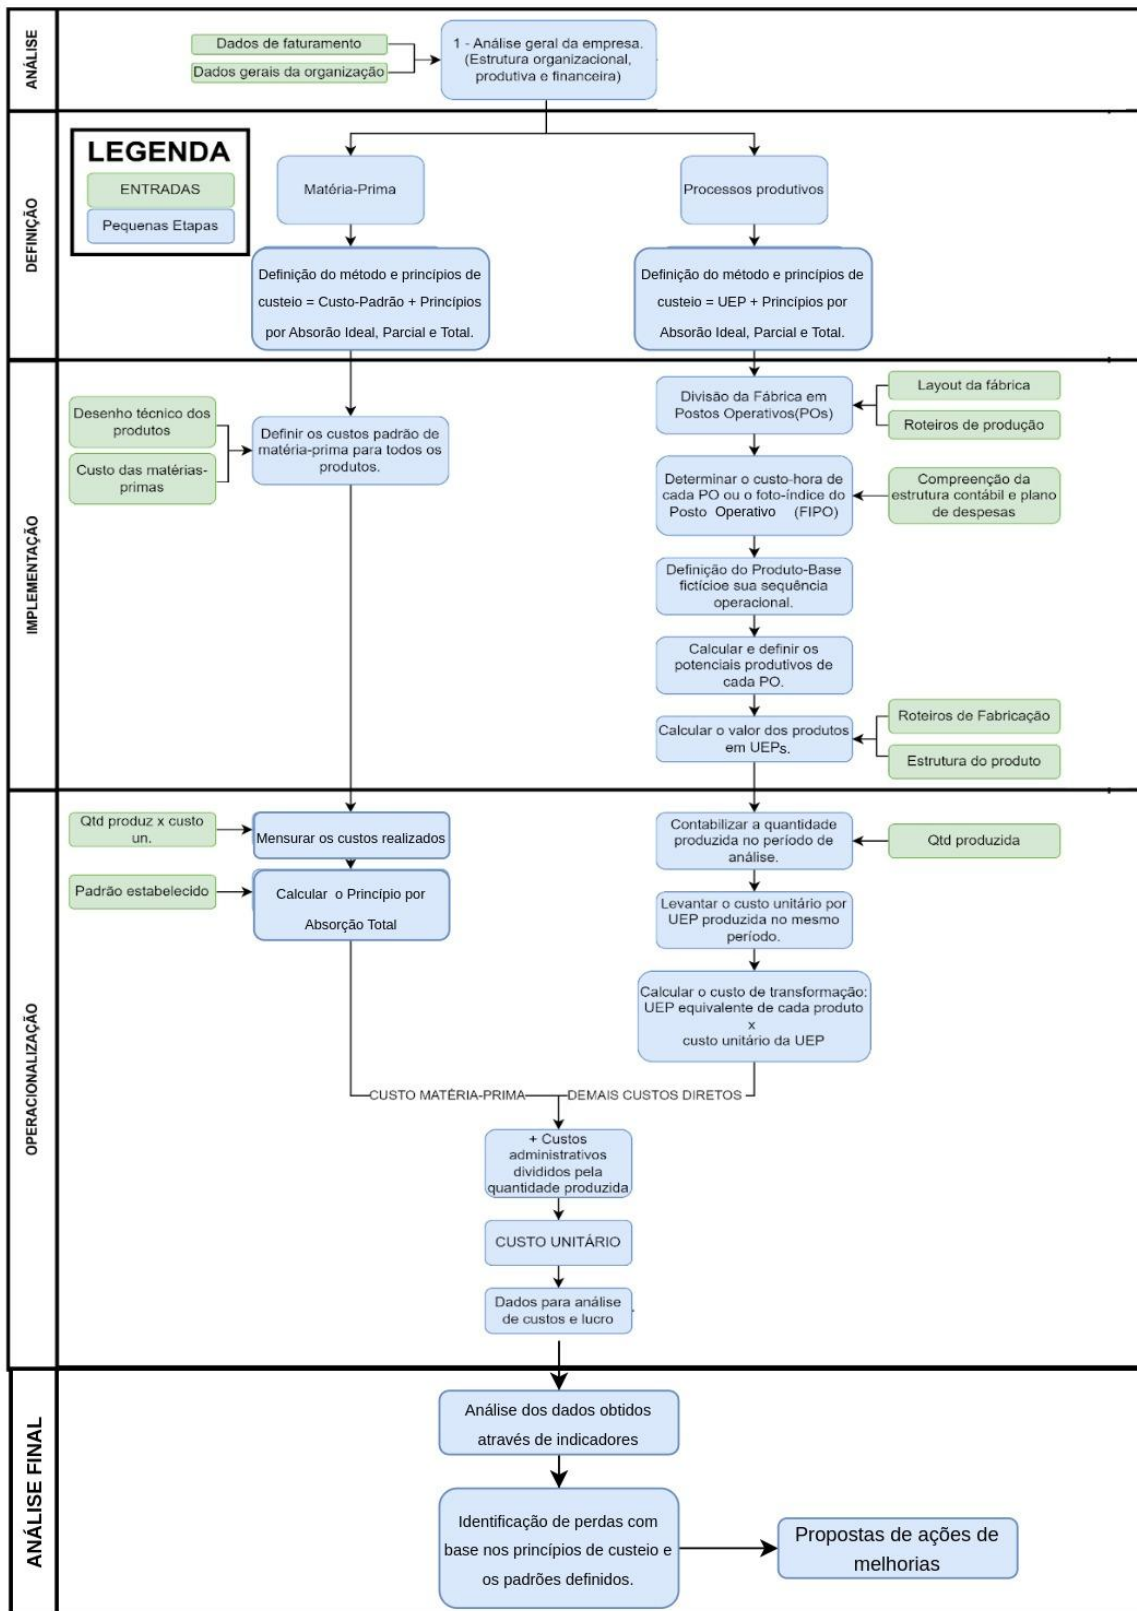 ANÁLISE
Dados de faturamento
Dados gerais da organização
1 - Análise geral da empresa.
(Estrutura organizacional,
produtiva e financeira)
DEFINIÇÃO
LEGENDA
ENTRADAS
Pequenas Etapas
Matéria-Prima
Processos produtivos
Definição do método e princípios de
custeio = Custo-Padrão + Princípios
por Absorão Ideal, Parcial e Total.
Definição do método e princípios de
custeio = UEP + Princípios por
Absorão Ideal, Parcial e Total.
IMPLEMENTAÇÃO
Desenho técnico dos
produtos
Custo das matérias-
primas
Definir os custos padrão de
matéria-prima para todos os
produtos.
Divisão da Fábrica em
Postos Operativos(POs)
Layout da fábrica
Roteiros de produção
Determinar o custo-hora de
cada PO ou o foto-índice do
Posto Operativo (FIPO)
Compreenção da
estrutura contábil e plano
de despesas
Definição do Produto-Base
fictícioe sua sequência
operacional.
Calcular e definir os
potenciais produtivos de
cada PO.
Calcular o valor dos produtos
em UEPs.
Roteiros de Fabricação
Estrutura do produto
OPERACIONALIZAÇÃO
Qtd produz x custo
un.
Mensurar os custos realizados
Padrão estabelecido
Calcular o Princípio por
Absorção Total
Contabilizar a quantidade
produzida no período de
análise.
Qtd produzida
Levantar o custo unitário por
UEP produzida no mesmo
período.
Calcular o custo de transformação:
UEP equivalente de cada produto
x
custo unitário da UEP
CUSTO MATÉRIA-PRIMA
DEMAIS CUSTOS DIRETOS
+ Custos
administrativos
divididos pela
quantidade produzida
CUSTO UNITÁRIO
Dados para análise
de custos e lucro
ANÁLISE FINAL
Análise dos dados obtidos
através de indicadores
Identificação de perdas com
base nos princípios de custeio e
os padrões definidos.
Propostas de ações de
melhorias